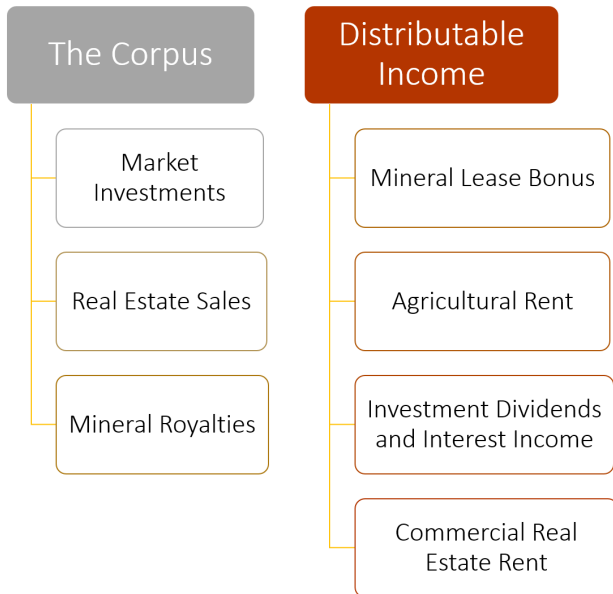 The Corpus
Market
Investments
Real Estate Sales
Mineral Royalties
Distributable
Income
Mineral Lease Bonus
Agricultural Rent
Investment Dividends
and Interest Income
Commercial Real
Estate Rent